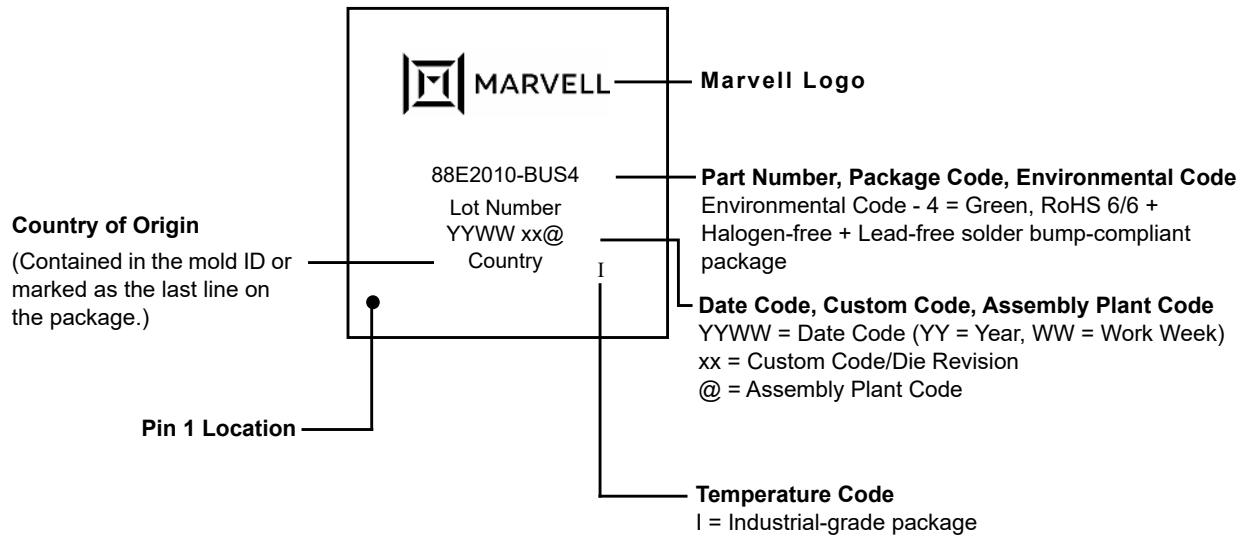 MARVELL
Marvell Logo
88E2010-BUS4
Part Number, Package Code, Environmental Code
Environmental Code - 4 = Green, RoHS 6/6 +
Halogen-free + Lead-free solder bump-compliant
package
Lot Number
YYWW xx@
Country
I
Country of Origin
(Contained in the mold ID or
marked as the last line on
the package.)
Date Code, Custom Code, Assembly Plant Code
YYWW = Date Code (YY = Year, WW = Work Week)
xx = Custom Code/Die Revision
@ = Assembly Plant Code
Pin 1 Location
Temperature Code
I = Industrial-grade package